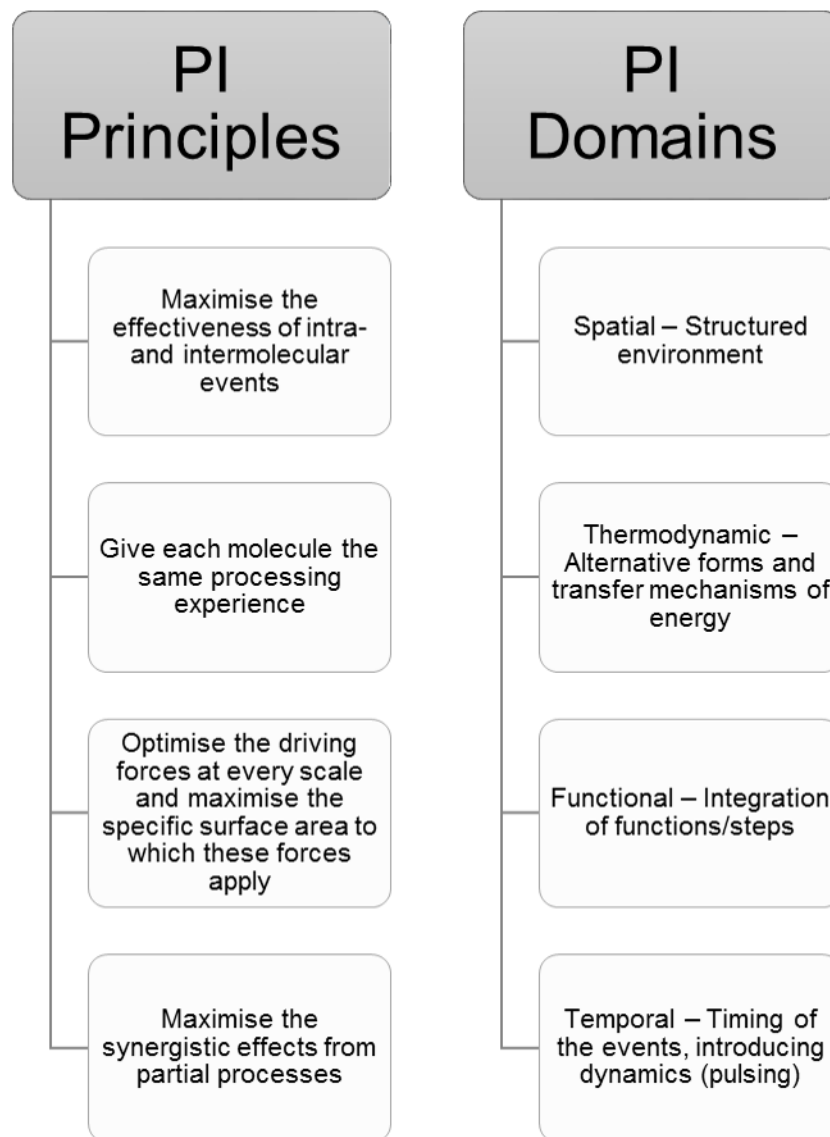 PI
Principles
Maximise the
effectiveness of intra-
and intermolecular
events
Give each molecule the
same processing
experience
Optimise the driving
forces at every scale
and maximise the
specific surface area to
which these forces
apply
Maximise the
synergistic effects from
partial processes
PI
Domains
Spatial – Structured
environment
Thermodynamic –
Alternative forms and
transfer mechanisms of
energy
Functional – Integration
of functions/steps
Temporal – Timing of
the events, introducing
dynamics (pulsing)